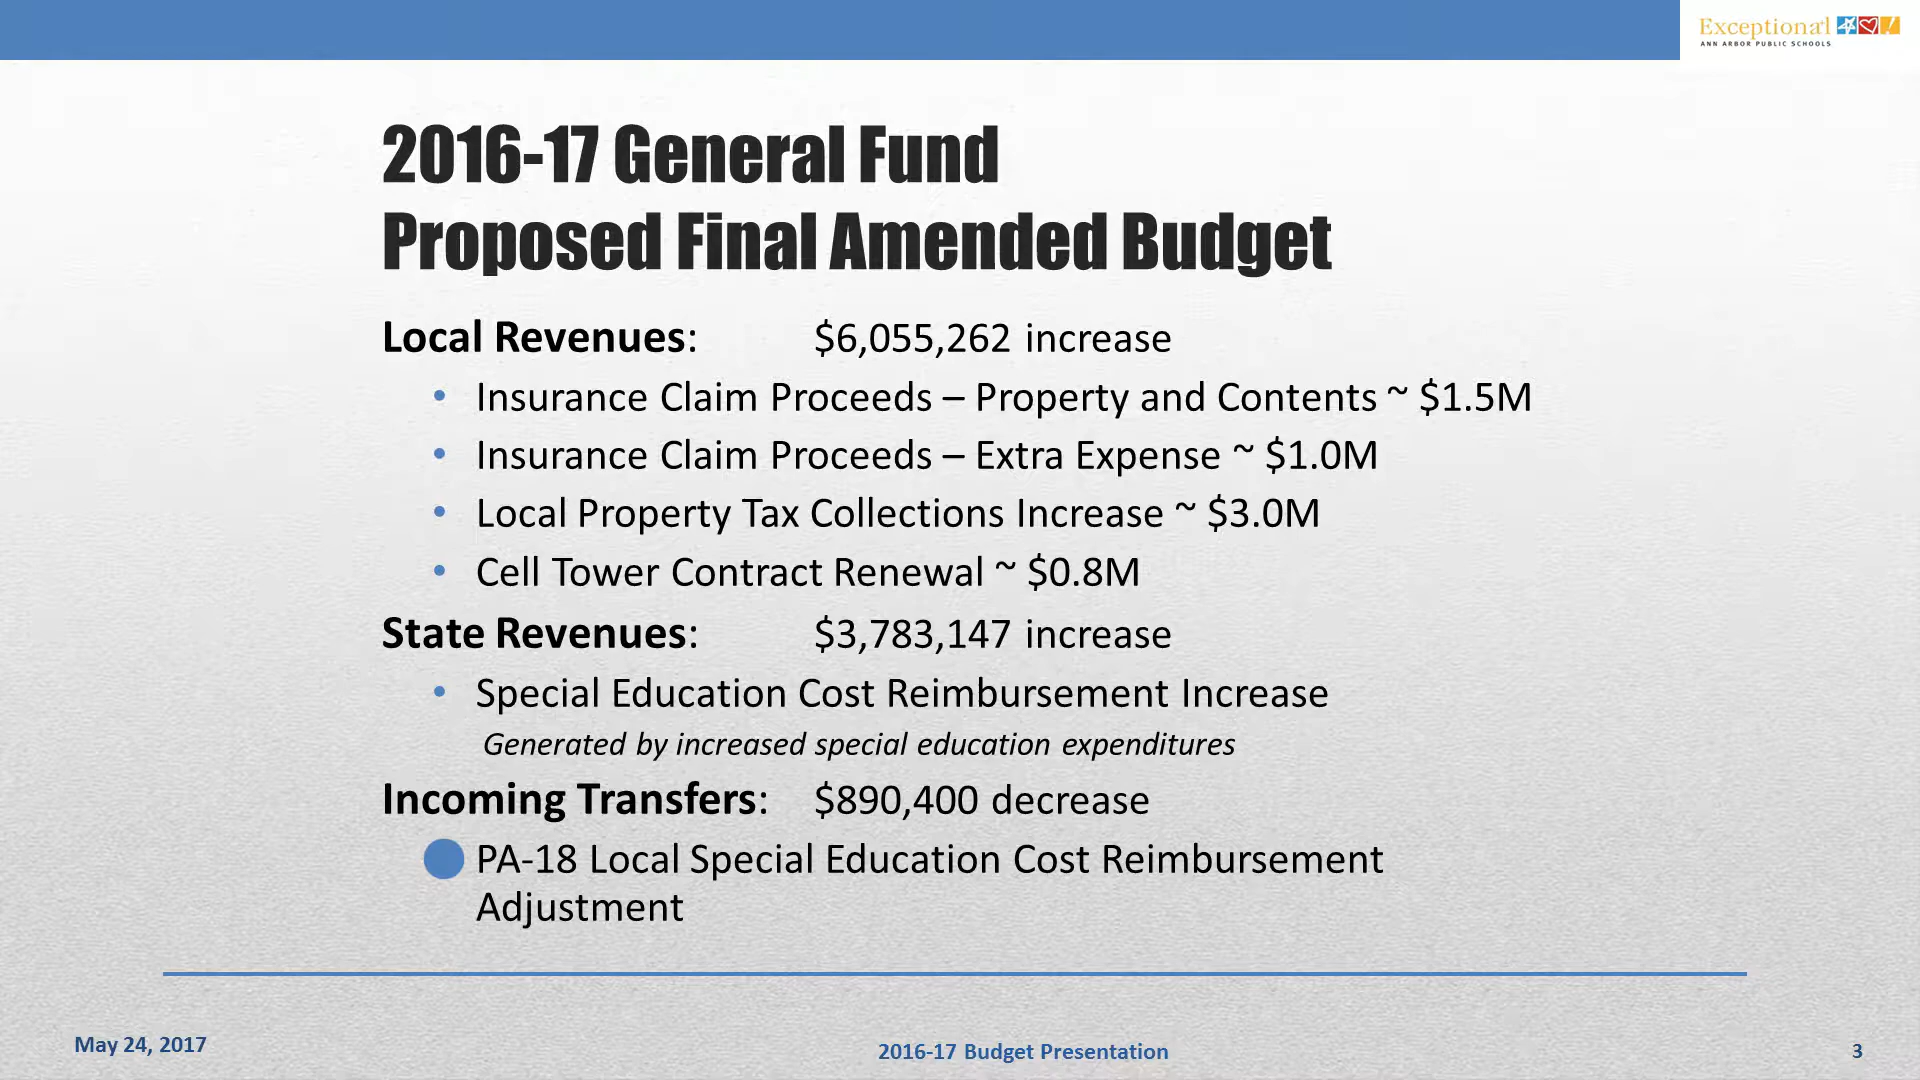 Exceptional
ANN ARBOR PUBLIC SCHOOLS
2016-17 General Fund
Proposed Final Amended Budget
Local Revenues: $6,055,262 increase
• Insurance Claim Proceeds – Property and Contents ~ $1.5M
• Insurance Claim Proceeds – Extra Expense ~ $1.0M
• Local Property Tax Collections Increase ~ $3.0M
• Cell Tower Contract Renewal ~ $0.8M
State Revenues: $3,783,147 increase
• Special Education Cost Reimbursement Increase
Generated by increased special education expenditures
Incoming Transfers: $890,400 decrease
• PA-18 Local Special Education Cost Reimbursement
Adjustment
May 24, 2017
2016-17 Budget Presentation
3